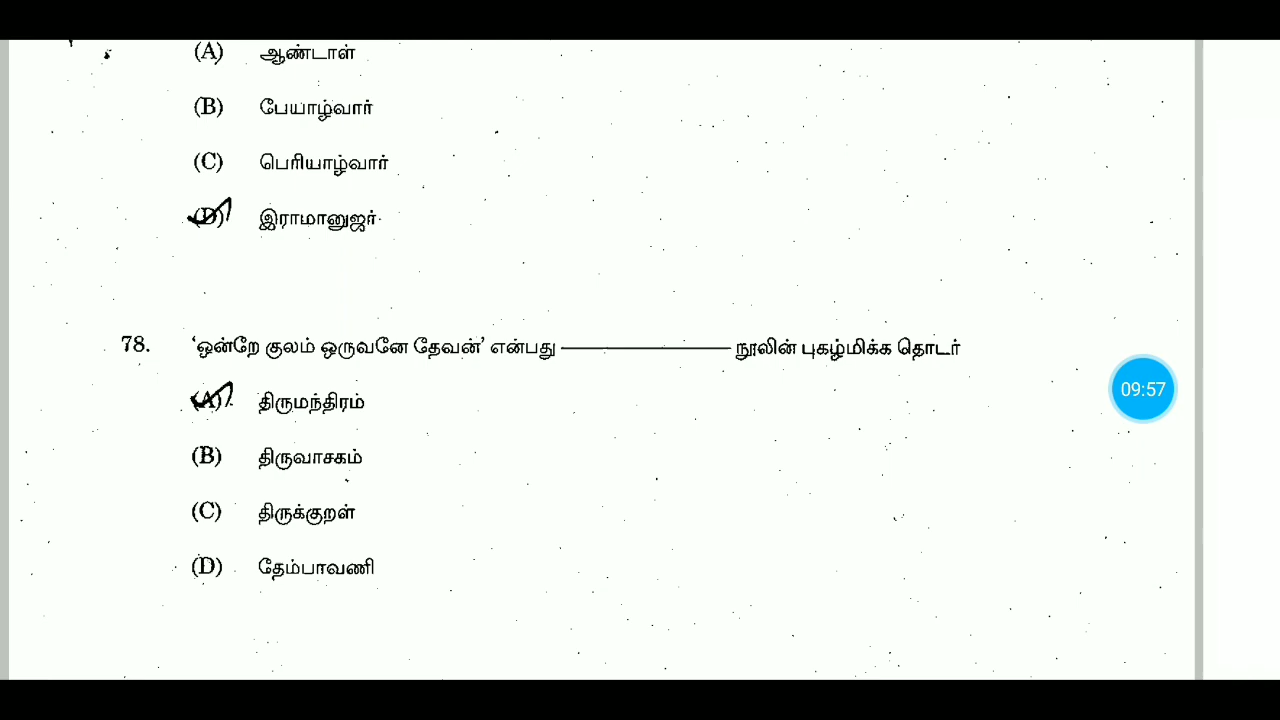 (A) ஆண்டாள்
(B) பேயாழ்வார்
(C) பெரியாழ்வார்
(D) இராமானுஜர்
78. 'ஒன்றே குலம் ஒருவனே தேவன்' என்பது ———————— நூலின் புகழ்மிக்க தொடர்
09:57
(A) திருமந்திரம்
(B) திருவாசகம்
(C) திருக்குறள்
(D) தேம்பாவணி